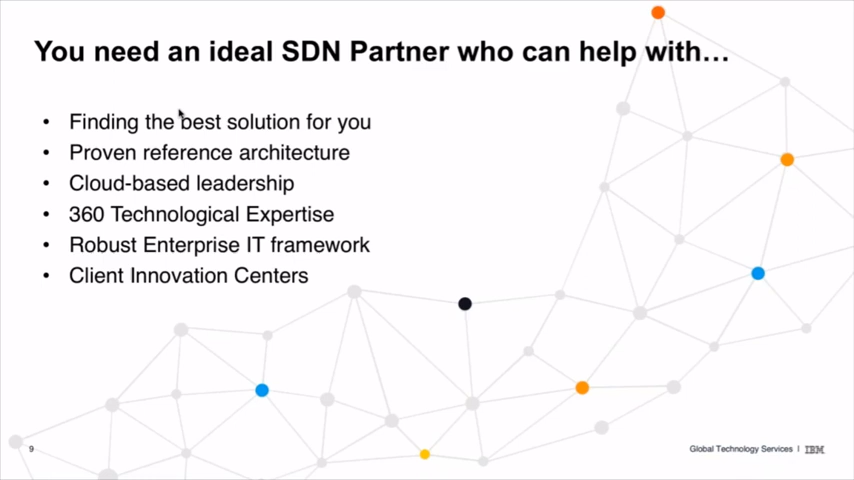 You need an ideal SDN Partner who can help with…
• Finding the best solution for you
• Proven reference architecture
• Cloud-based leadership
• 360 Technological Expertise
• Robust Enterprise IT framework
• Client Innovation Centers
9
Global Technology Services | IBM